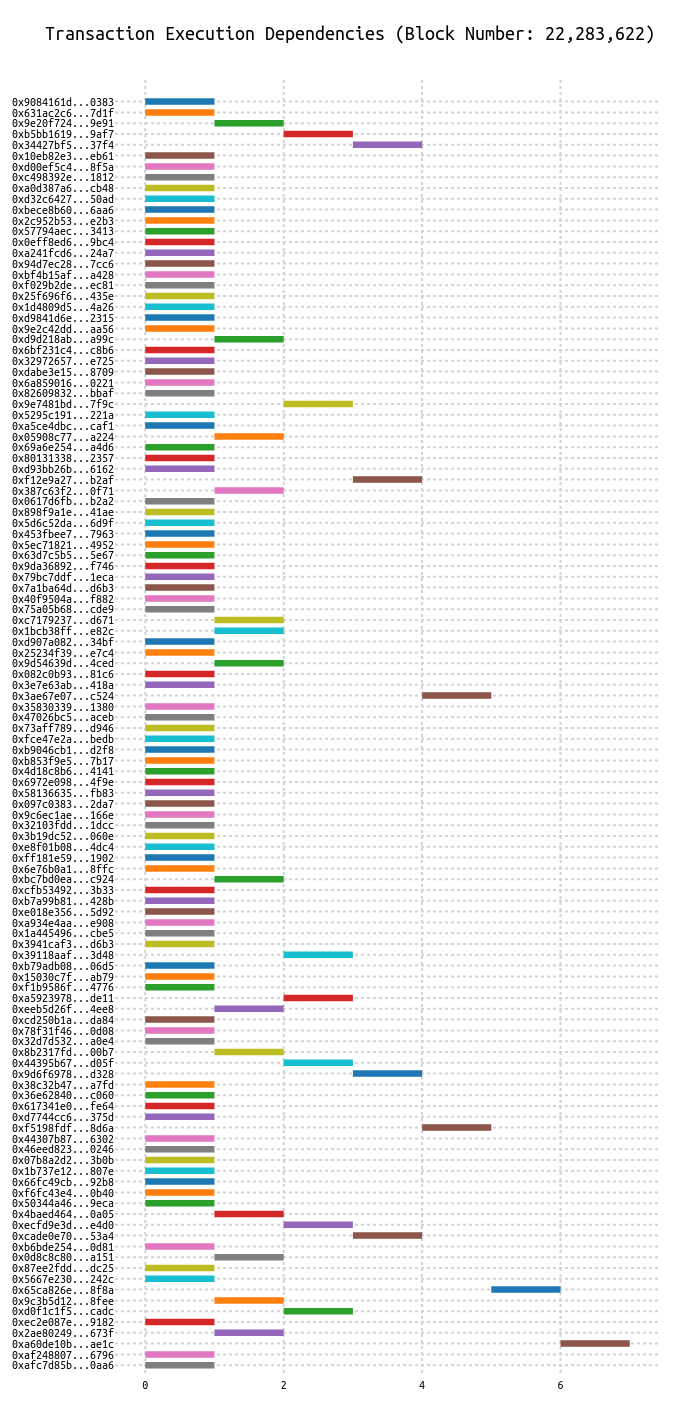 Transaction Execution Dependencies (Block Number: 22,283,622)
0x9084161d...0383
0x631ac2c6...7d1f
0x9e20f724...9e91
0xb5bb1619...9af7
0x34427bf5...37f4
0x10eb82e3...eb61
0xd00ef5c4...8f5a
0xc498392e...1812
0xa0d387a6...cb48
0xd32c6427...50ad
0xbece8b60...6aa6
0x2c952b53...e2b3
0x57794aec...3413
0x0eff8ed6...9bc4
0xa241fcd6...24a7
0x94d7ec28...7cc6
0xbf4b15af...a428
0xf029b2de...ec81
0x25f696f6...435e
0x1d4809d5...4a26
0xd9841d6e...2315
0x9e2c42dd...aa56
0xd9d218ab...a99c
0x6bf231c4...c8b6
0x32972657...e725
0xdabe3e15...8709
0x6a859016...0221
0x82609832...bbaf
0x9e7481bd...7f9c
0x5295c191...221a
0xa5ce4dbc...caf1
0x05908c77...a224
0x69a6e254...a4d6
0x80131338...2357
0xd93bb26b...6162
0xf12e9a27...b2af
0x387c63f2...0f71
0x0617d6fb...b2a2
0x898f9a1e...41ae
0x5d6c52da...6d9f
0x453fbee7...7963
0x5ec71821...4952
0x63d7c5b5...5e67
0x9da36892...f746
0x79bc7ddf...1eca
0x7a1ba64d...d6b3
0x40f9504a...f882
0x75a05b68...cde9
0xc7179237...d671
0x1bcb38ff...e82c
0xd907a082...34bf
0x25234f39...e7c4
0x9d54639d...4ced
0x082c0b93...81c6
0x3e7e63ab...418a
0x3ae67e07...c524
0x35830339...1380
0x47026bc5...aceb
0x73aff789...d946
0xfce47e2a...bedb
0xb9046cb1...d2f8
0xb853f9e5...7b17
0x4d18c8b6...4141
0x6972e098...4f9e
0x58136635...fb83
0x097c0383...2da7
0x9c6ec1ae...166e
0x32103fdd...1dcc
0x3b19dc52...060e
0xe8f01b08...4dc4
0xff181e59...1902
0x6e76b0a1...8ffc
0xbc7bd0ea...c924
0xcfb53492...3b33
0xb7a99b81...428b
0xe018e356...5d92
0xa934e4aa...e908
0x1a445496...cbe5
0x3941caf3...d6b3
0x39118aaf...3d48
0xb79adb08...06d5
0x15030c7f...ab79
0xf1b9586f...4776
0xa5923978...de11
0xeeb5d26f...4ee8
0xcd250b1a...da84
0x78f31f46...0d08
0x32d7d532...a0e4
0x8b2317fd...00b7
0x44395b67...d05f
0x9d6f6978...d328
0x38c32b47...a7fd
0x36e62840...c060
0x617341e0...fe64
0xd7744cc6...375d
0xf5198fdf...8d6a
0x44307b87...6302
0x46eed823...0246
0x07b8a2d2...3b0b
0x1b737e12...807e
0x66fc49cb...92b8
0xf6fc43e4...0b40
0x50344a46...9eca
0x4baed464...0a05
0xecfd9e3d...e4d0
0xcade0e70...53a4
0xb6bde254...0d81
0x0d8c8c80...a151
0x87ee2fdd...dc25
0x5667e230...242c
0x65ca826e...8f8a
0x9c3b5d12...8fee
0xd0f1c1f5...cadc
0xec2e087e...9182
0x2ae80249...673f
0xa60de10b...ae1c
0xaf248807...6796
0xafc7d85b...0aa6
0 2 4 6